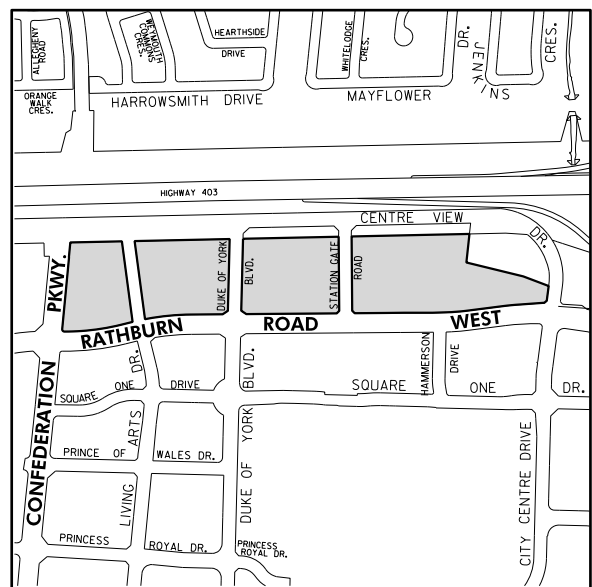 ALLEGHENY
ROAD
WEYMOUTH
COMMONS
CRES.
HEARTHSIDE
DRIVE
WHITELODGE
CRES.
DR.
JENKINS
CRES.
ORANGE
WALK
CRES.
HARROWSMITH DRIVE
MAYFLOWER
HIGHWAY 403
CENTRE VIEW
DR.
PKWY.
DUKE OF YORK
BLVD.
STATION GATE
ROAD
RATHBURN ROAD WEST
CONFEDERATION
SQUARE ONE DRIVE
DR.
BLVD.
HAMMERSON
DRIVE
SQUARE ONE DR.
LIVING ARTS
PRINCE OF WALES DR.
DUKE OF YORK
CITY CENTRE DRIVE
PRINCESS ROYAL DR.
PRINCESS
ROYAL DR.